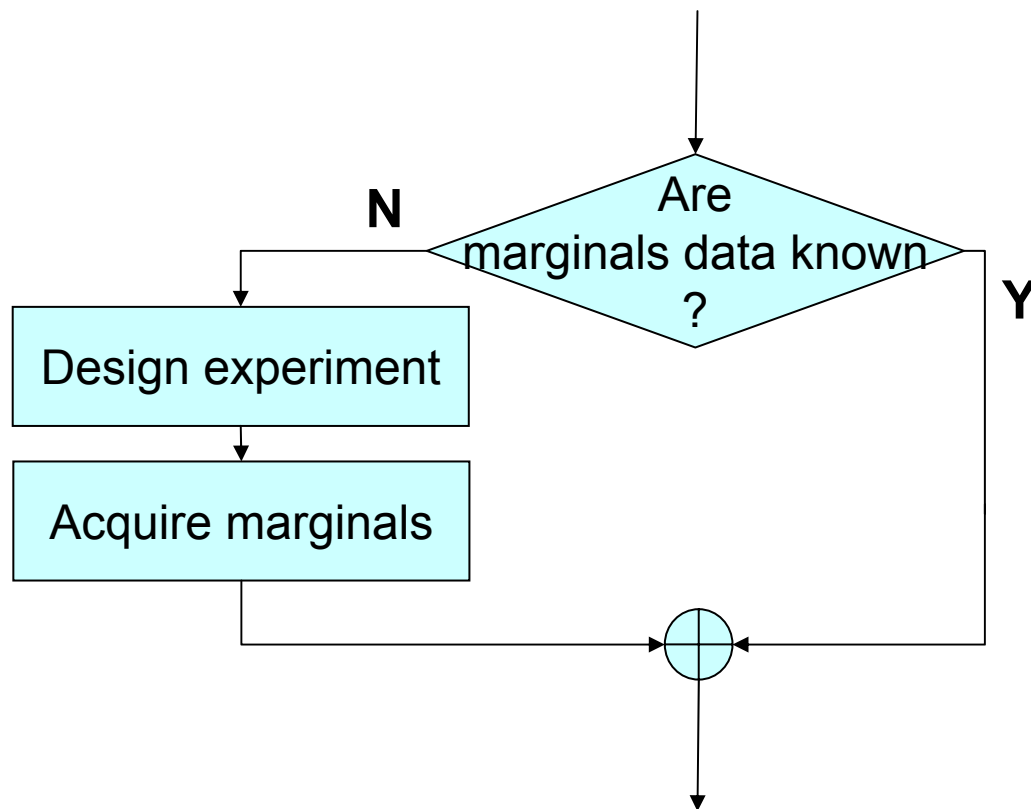 Are
marginals data known
?
N
Y
Design experiment
Acquire marginals